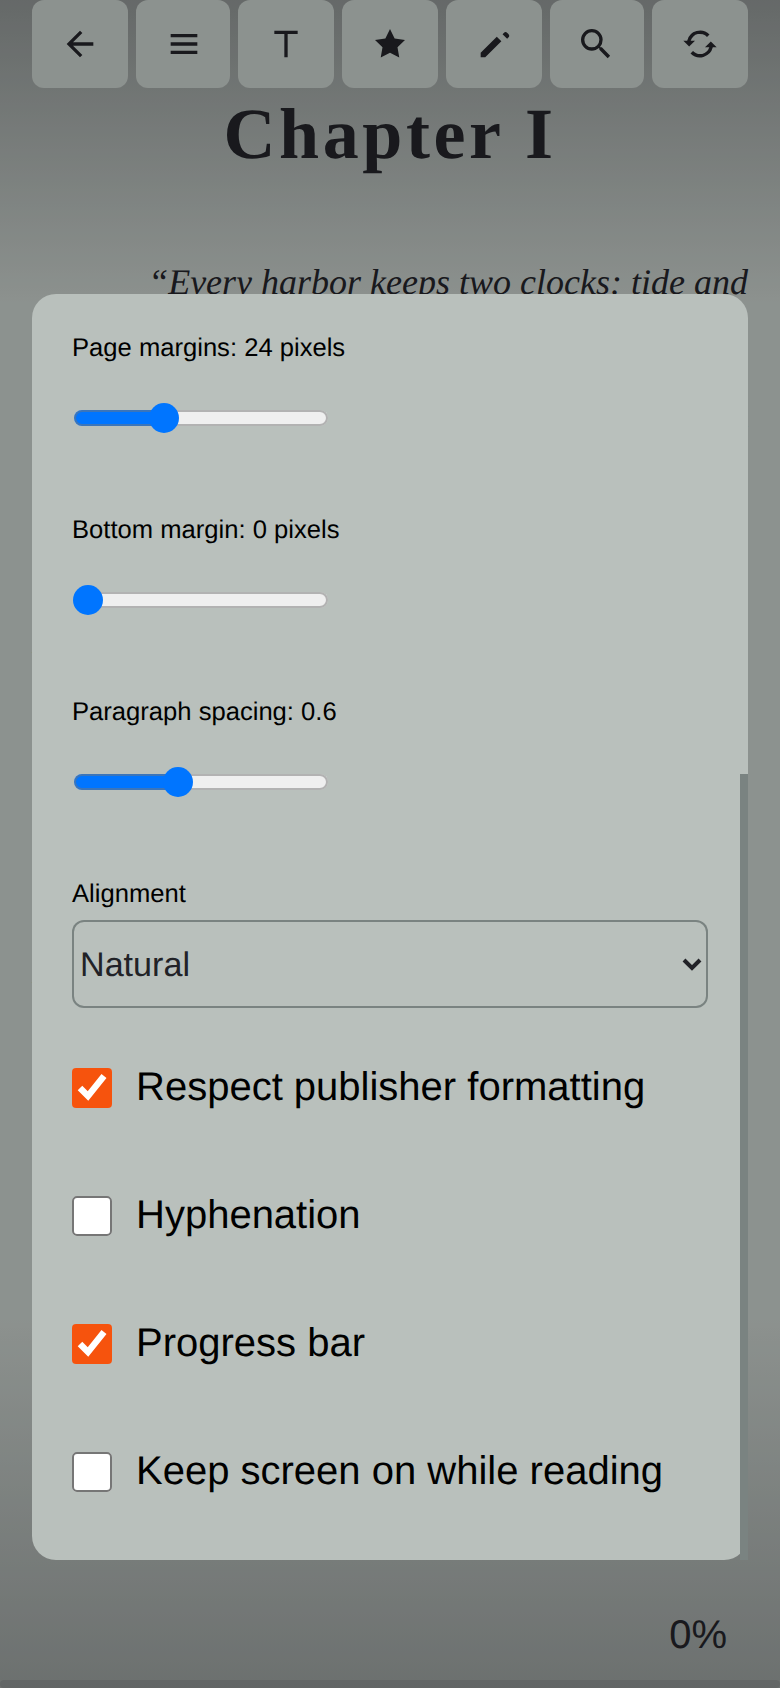 Chapter I
“Every harbor keeps two clocks: tide and
Page margins: 24 pixels
Bottom margin: 0 pixels
Paragraph spacing: 0.6
Alignment
Natural
Respect publisher formatting
Hyphenation
Progress bar
Keep screen on while reading
0%